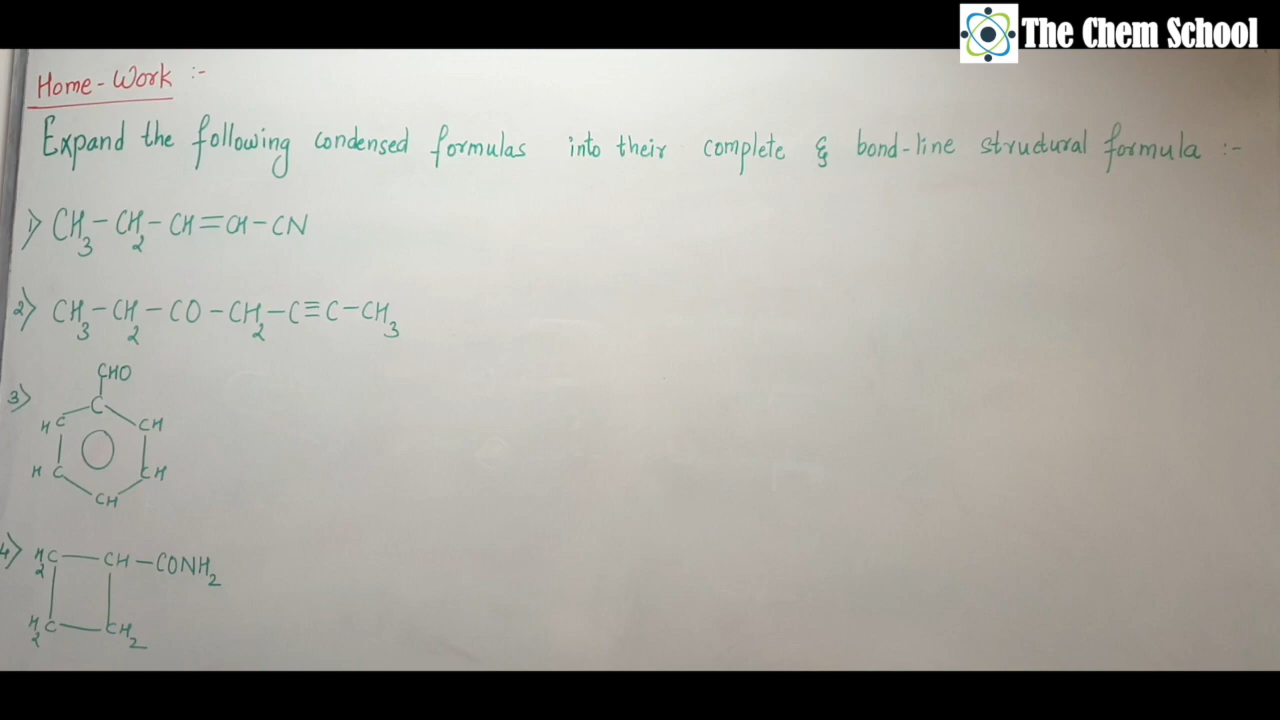 The Chem School
Home-Work :-
Expand the following condensed formulas into their complete & bond-line structural formula :-
1) CH₃-CH₂-CH=CH-CN
2) CH₃-CH₂-CO-CH₂-C≡C-CH₃
3) CHO
C
HC CH
HC CH
CH
4) H₂C-CH-CONH₂
H₂C-CH₂